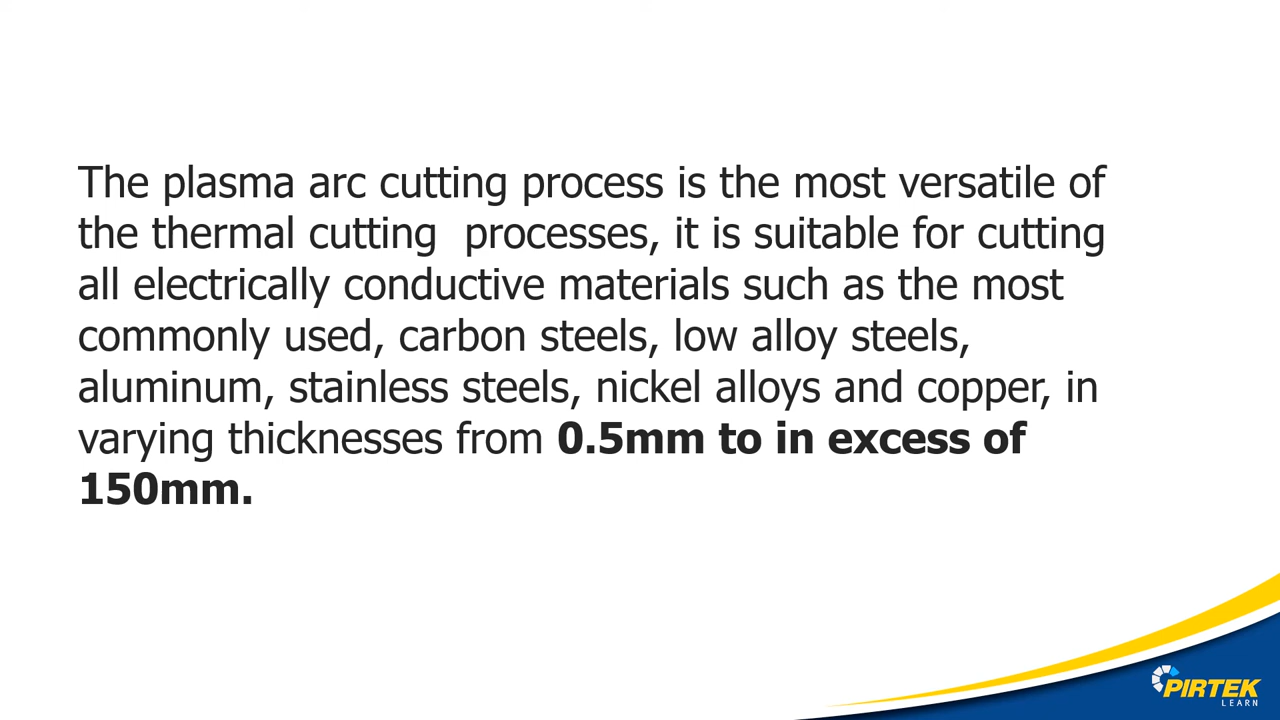 The plasma arc cutting process is the most versatile of
the thermal cutting  processes, it is suitable for cutting
all electrically conductive materials such as the most
commonly used, carbon steels, low alloy steels,
aluminum, stainless steels, nickel alloys and copper, in
varying thicknesses from 0.5mm to in excess of
150mm.
PIRTEK
LEARN